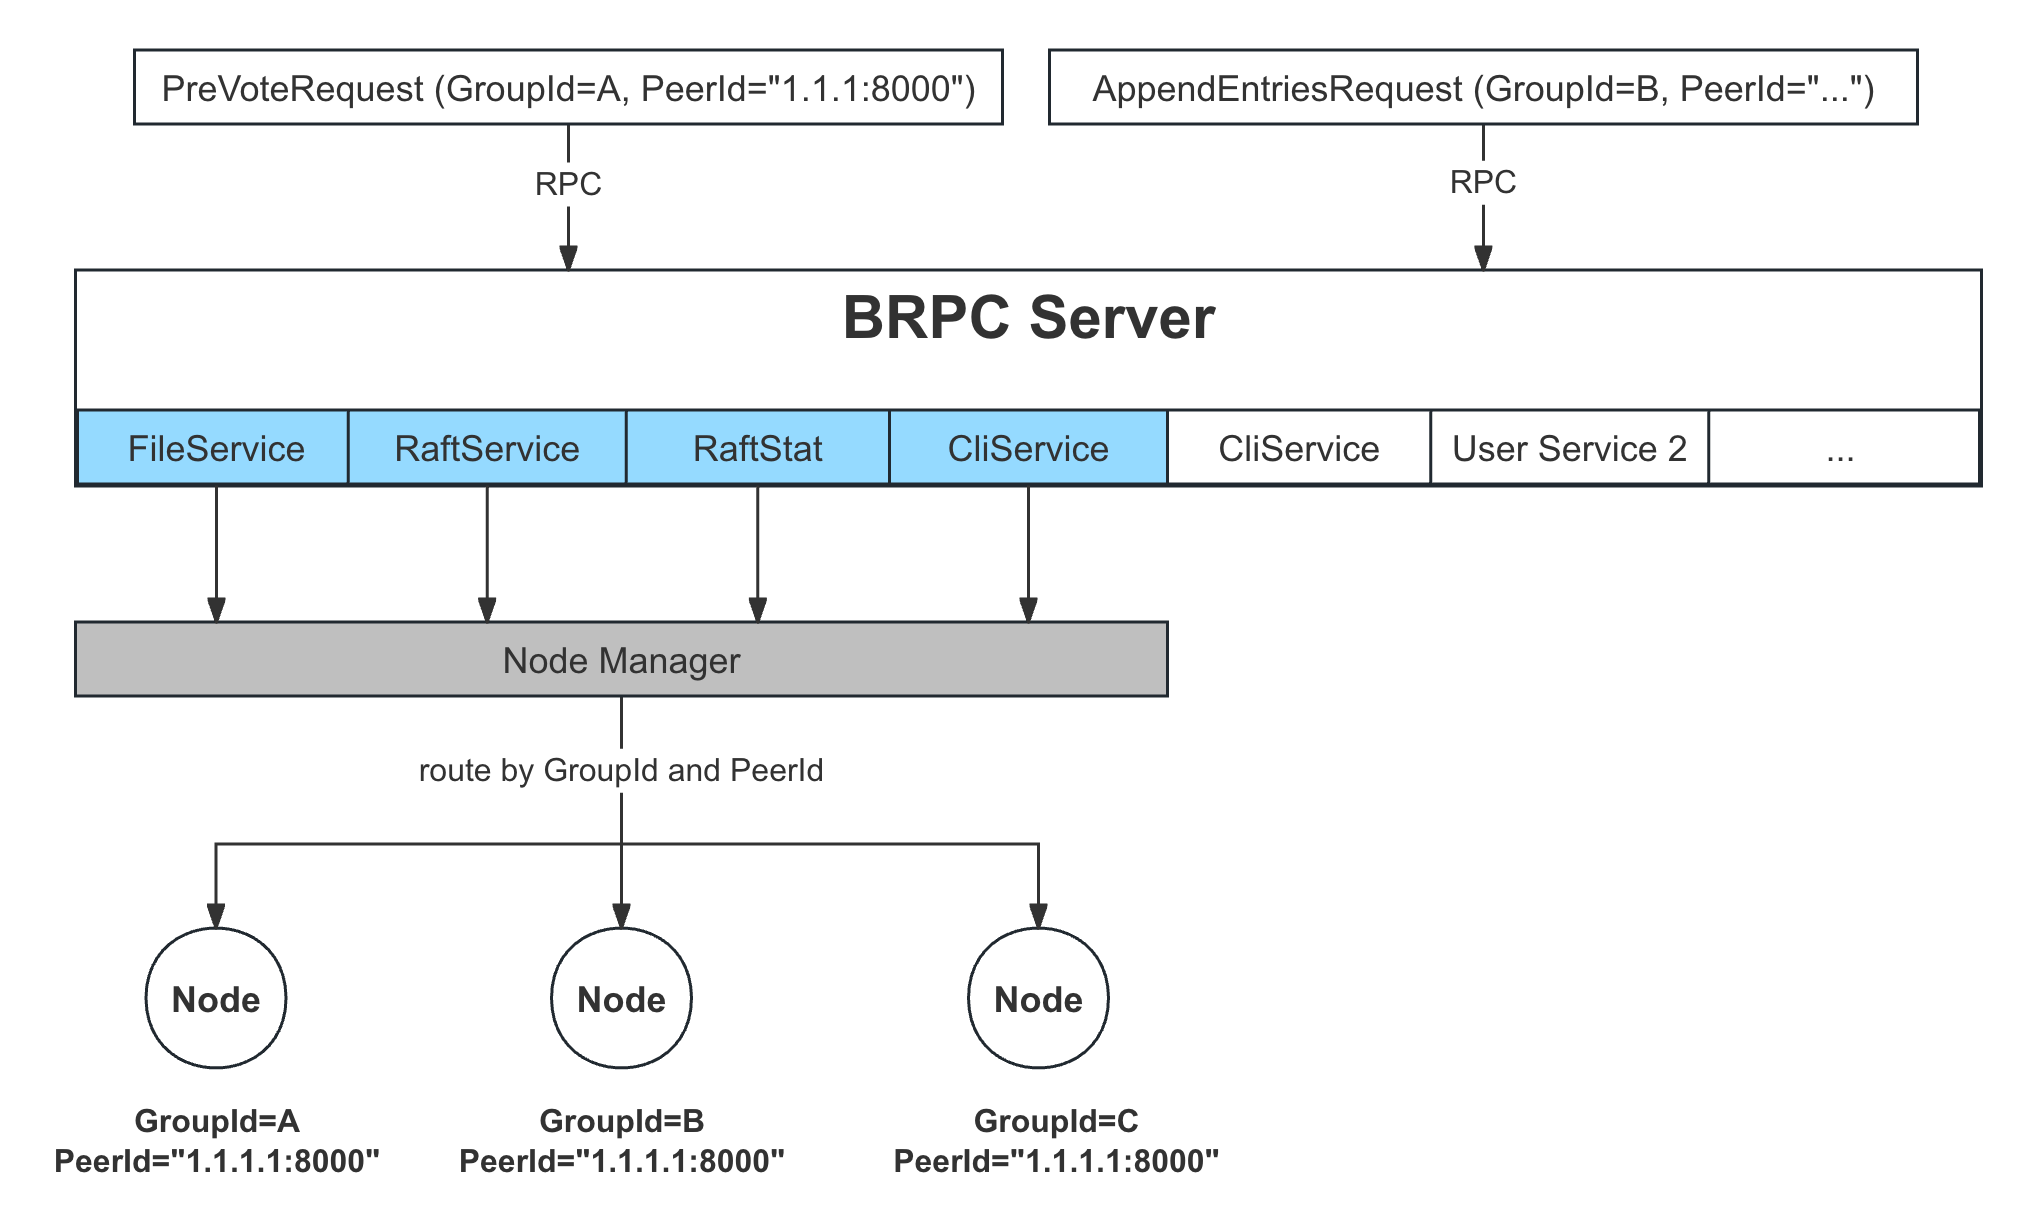 PreVoteRequest (GroupId=A, PeerId="1.1.1:8000")
AppendEntriesRequest (GroupId=B, PeerId="...")
RPC
RPC
BRPC Server
FileService
RaftService
RaftStat
CliService
CliService
User Service 2
...
Node Manager
route by GroupId and PeerId
Node
Node
Node
GroupId=A
PeerId="1.1.1.1:8000"
GroupId=B
PeerId="1.1.1.1:8000"
GroupId=C
PeerId="1.1.1.1:8000"